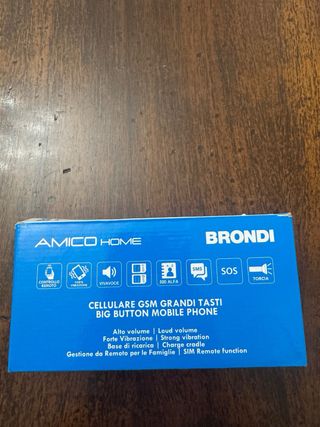 AMICO HOME
BRONDI
CONTROLLO REMOTO
FORTE VIBRAZIONE
VIVAVOCE
300 ALFA
SMS
SOS
TORCIA
CELLULARE GSM GRANDI TASTI
BIG BUTTON MOBILE PHONE
Alto volume | Loud volume
Forte Vibrazione | Strong vibration
Base di ricarica | Charge cradle
Gestione da Remoto per le Famiglie | SIM Remote function